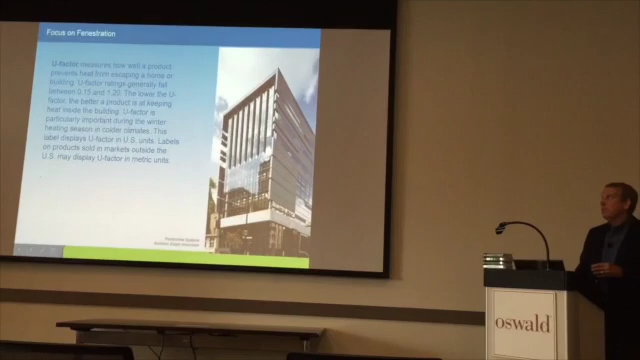 Focus on Fenestration
U-factor measures how well a product
prevents heat from escaping a home or
building. U-factor ratings generally fall
between 0.15 and 1.20. The lower the U-
factor, the better a product is at keeping
heat inside the building. U-factor is
particularly important during the winter
heating season in colder climates. This
label displays U-factor in U.S. units. Labels
on products sold in markets outside the
U.S. may display U-factor in metric units
oswald